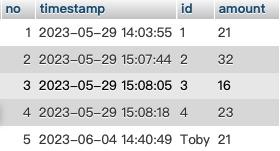 no timestamp id amount
1 2023-05-29 14:03:55 1 21
2 2023-05-29 15:07:44 2 32
3 2023-05-29 15:08:05 3 16
4 2023-05-29 15:08:18 4 23
5 2023-06-04 14:40:49 Toby 21